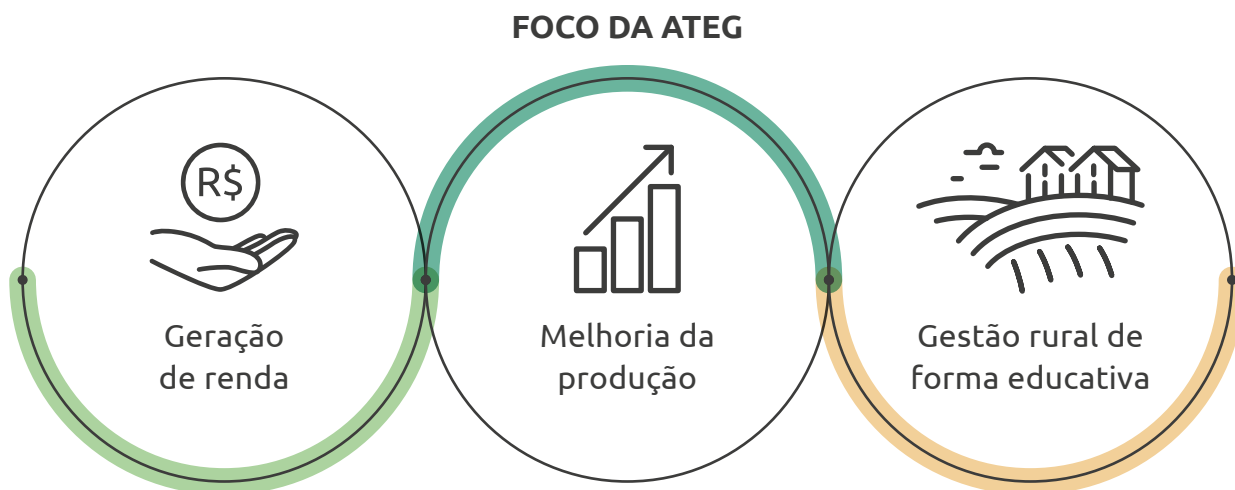 FOCO DA ATEG
R$
Geração
de renda
Melhoria da
produção
Gestão rural de
forma educativa